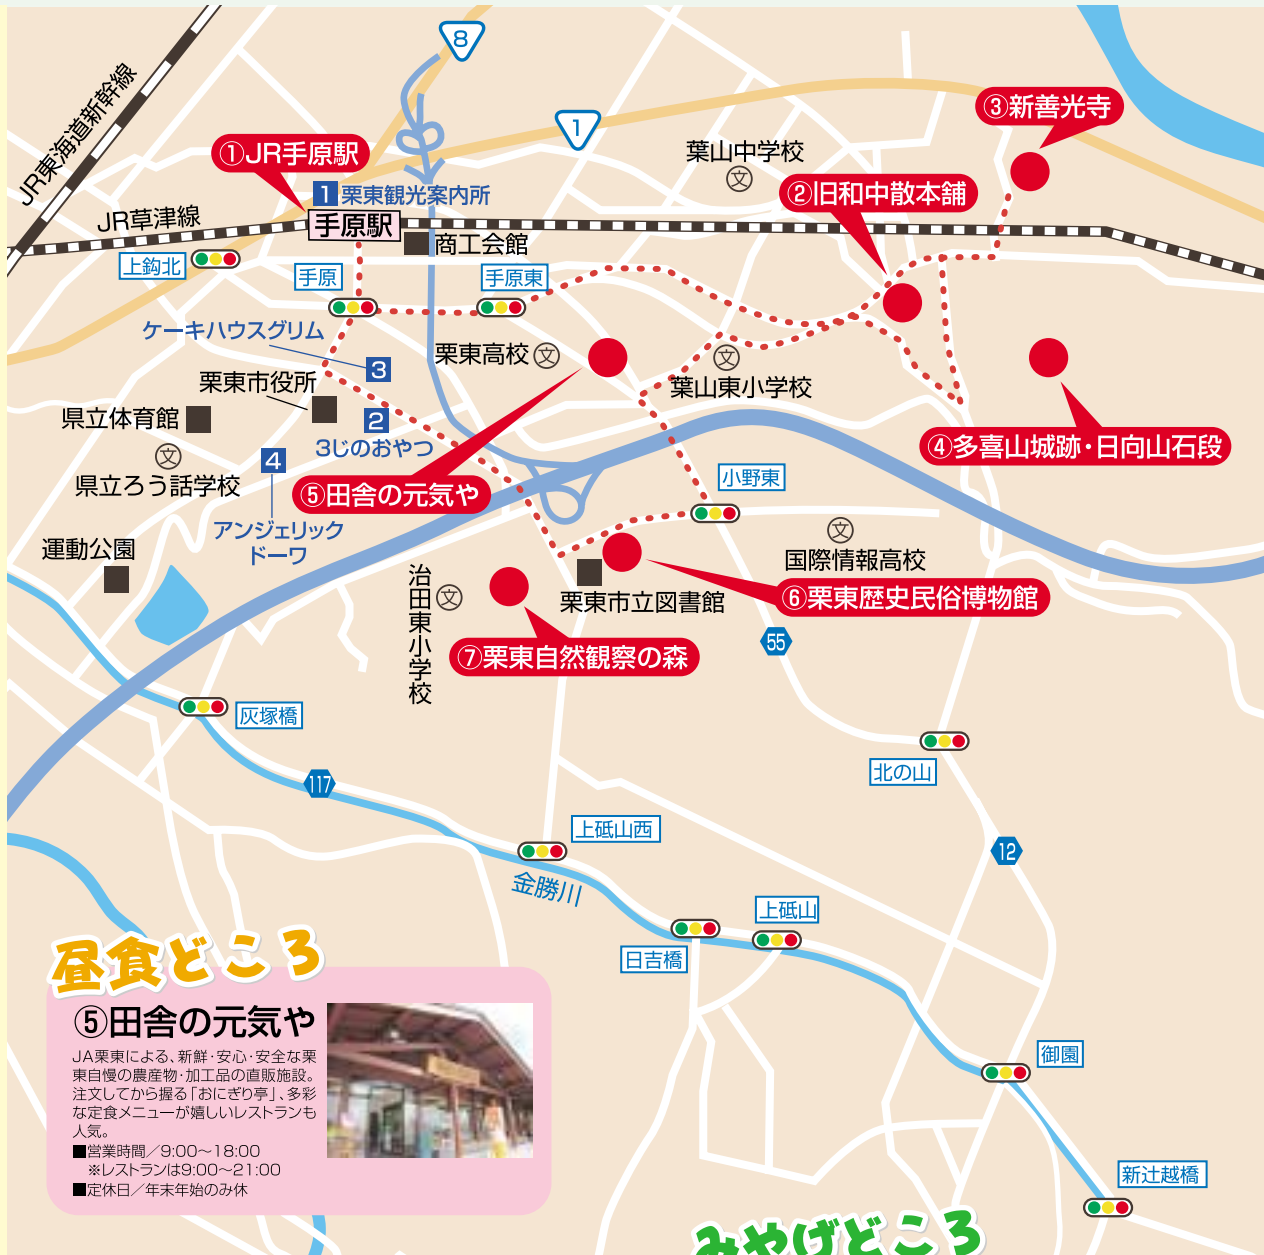 8
1
JR東海道新幹線
③新善光寺
①JR手原駅
葉山中学校
文
②旧和中散本舗
1 栗東観光案内所
JR草津線
手原駅
商工会館
上鈎北
手原
手原東
ケーキハウスグリム
3
栗東高校
文
文
葉山東小学校
栗東市役所
県立体育館
2
3じのおやつ
④多喜山城跡・日向山石段
文
県立ろう話学校
4
⑤田舎の元気や
小野東
アンジェリック
ドーワ
文
国際情報高校
運動公園
治田東小学校
文
栗東市立図書館
⑥栗東歴史民俗博物館
⑦栗東自然観察の森
55
灰塚橋
117
北の山
上砥山西
12
金勝川
上砥山
日吉橋
御園
新辻越橋
昼食どころ
⑤田舎の元気や
JA栗東による、新鮮・安心・安全な栗
東自慢の農産物・加工品の直販施設。
注文してから握る「おにぎり亭」、多彩
な定食メニューが嬉しいレストランも
人気。
■営業時間／9:00〜18:00
※レストランは9:00〜21:00
■定休日／年末年始のみ休
みやげどころ